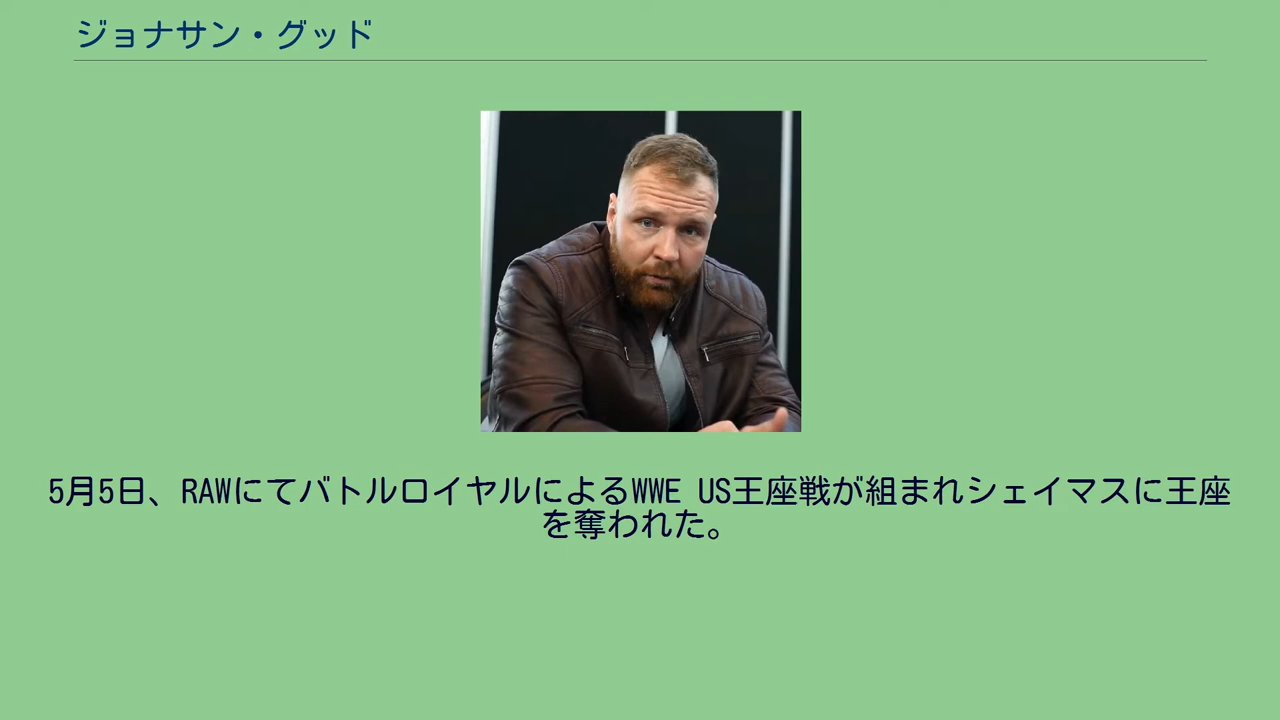 ジョナサン・グッド
5月5日、RAWにてバトルロイヤルによるWWE US王座戦が組まれシェイマスに王座
を奪われた。